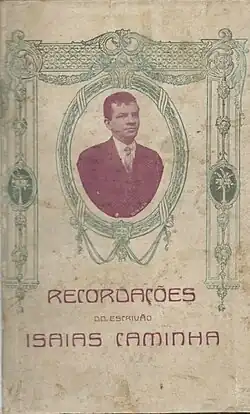 RECORDAÇÕES
DO ESCRIVÃO
ISAIAS CAMINHA